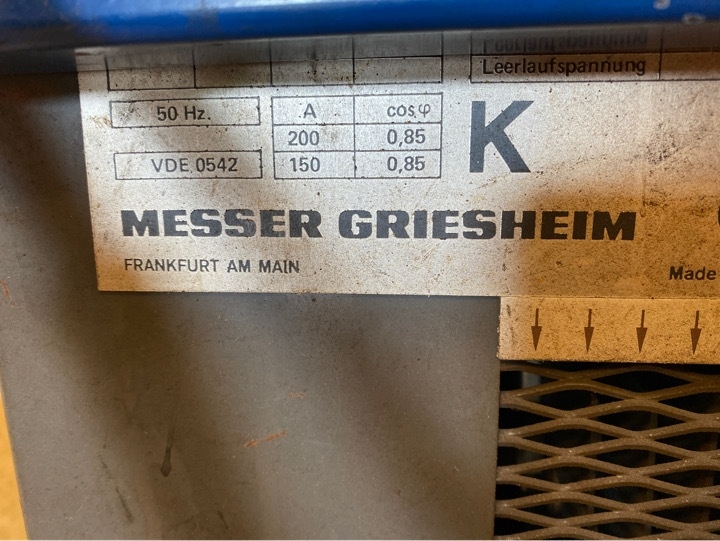 Leerlaufspannung
50 Hz.
A cos φ
200 0,85
VDE 0542 150 0,85
K
MESSER GRIESHEIM
FRANKFURT AM MAIN
Made